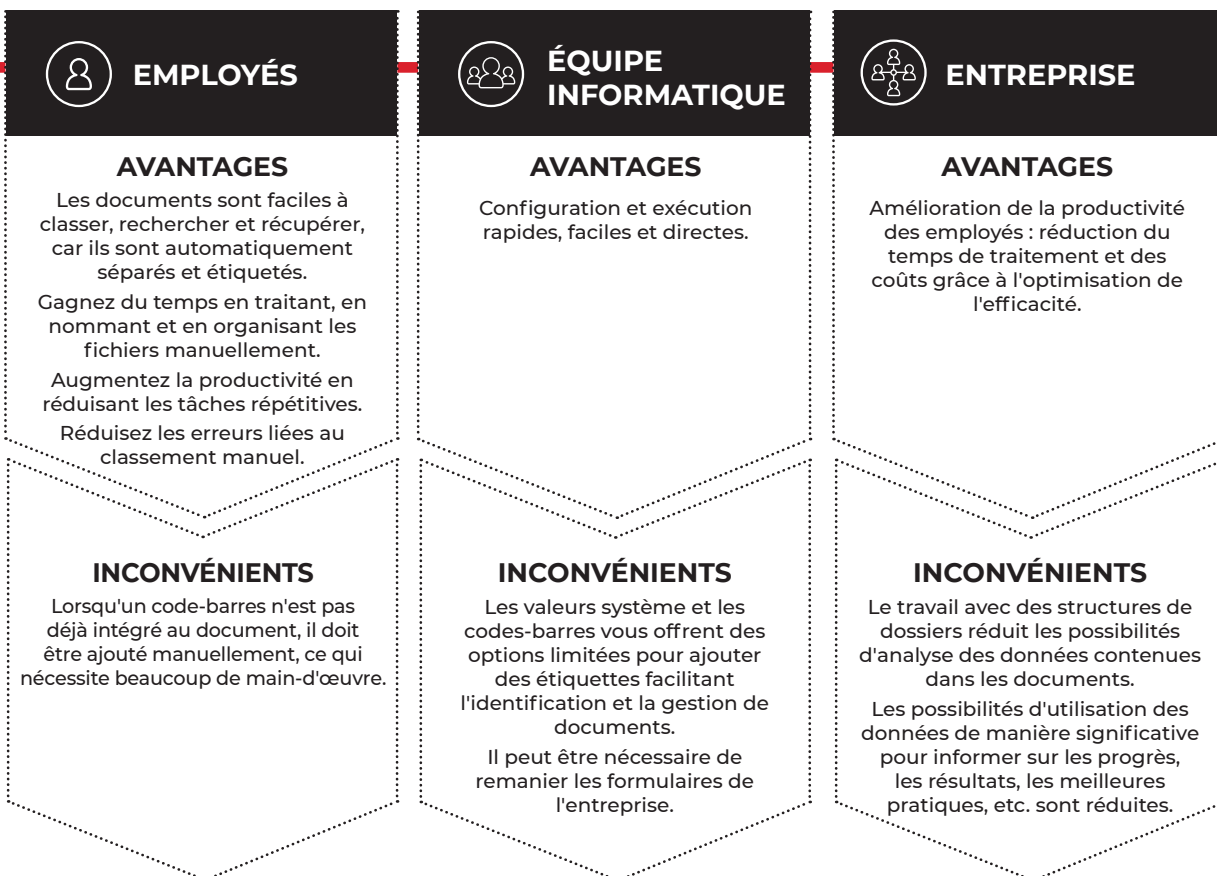 EMPLOYÉS
AVANTAGES
Les documents sont faciles à
classer, rechercher et récupérer,
car ils sont automatiquement
séparés et étiquetés.
Gagnez du temps en traitant, en
nommant et en organisant les
fichiers manuellement.
Augmentez la productivité en
réduisant les tâches répétitives.
Réduisez les erreurs liées au
classement manuel.
INCONVÉNIENTS
Lorsqu'un code-barres n'est pas
déjà intégré au document, il doit
être ajouté manuellement, ce qui
nécessite beaucoup de main-d'œuvre.
ÉQUIPE
INFORMATIQUE
AVANTAGES
Configuration et exécution
rapides, faciles et directes.
INCONVÉNIENTS
Les valeurs système et les
codes-barres vous offrent des
options limitées pour ajouter
des étiquettes facilitant
l'identification et la gestion de
documents.
Il peut être nécessaire de
remanier les formulaires de
l'entreprise.
ENTREPRISE
AVANTAGES
Amélioration de la productivité
des employés : réduction du
temps de traitement et des
coûts grâce à l'optimisation de
l'efficacité.
INCONVÉNIENTS
Le travail avec des structures de
dossiers réduit les possibilités
d'analyse des données contenues
dans les documents.
Les possibilités d'utilisation des
données de manière significative
pour informer sur les progrès,
les résultats, les meilleures
pratiques, etc. sont réduites.